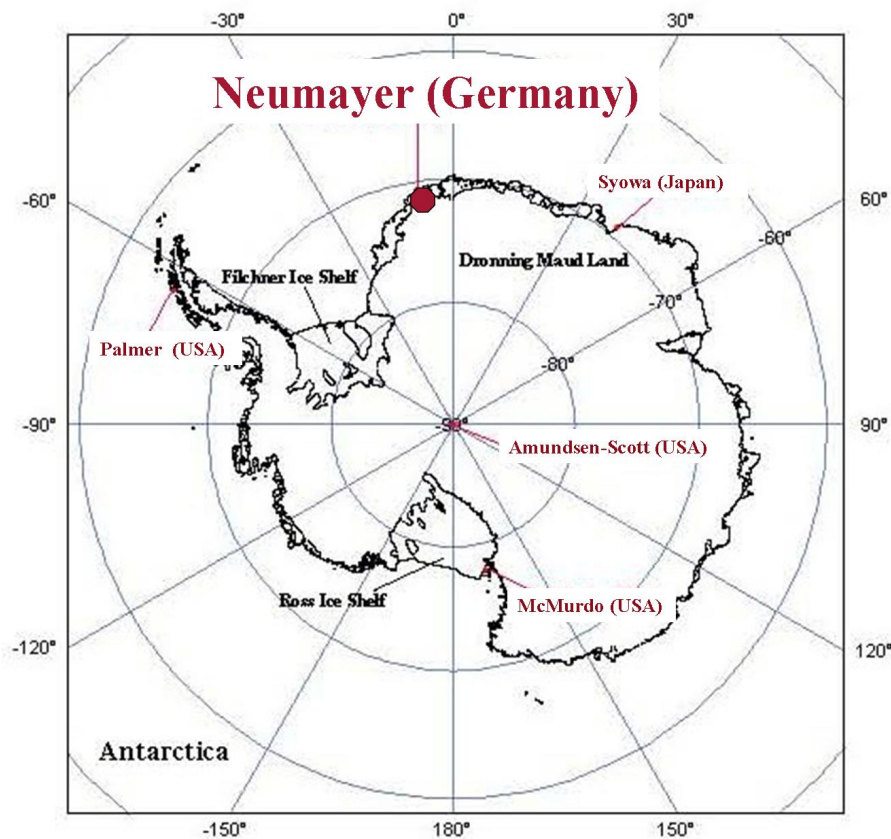 -30° 0° 30°
Neumayer (Germany)
Syowa (Japan)
-60° 60°
-60°
Filchner Ice Shelf Dronning Maud Land
-70°
Palmer (USA)
-80°
-90° -90° 90°
Amundsen-Scott (USA)
Ross Ice Shelf McMurdo (USA)
-120° 120°
Antarctica
-150° 180° 150°